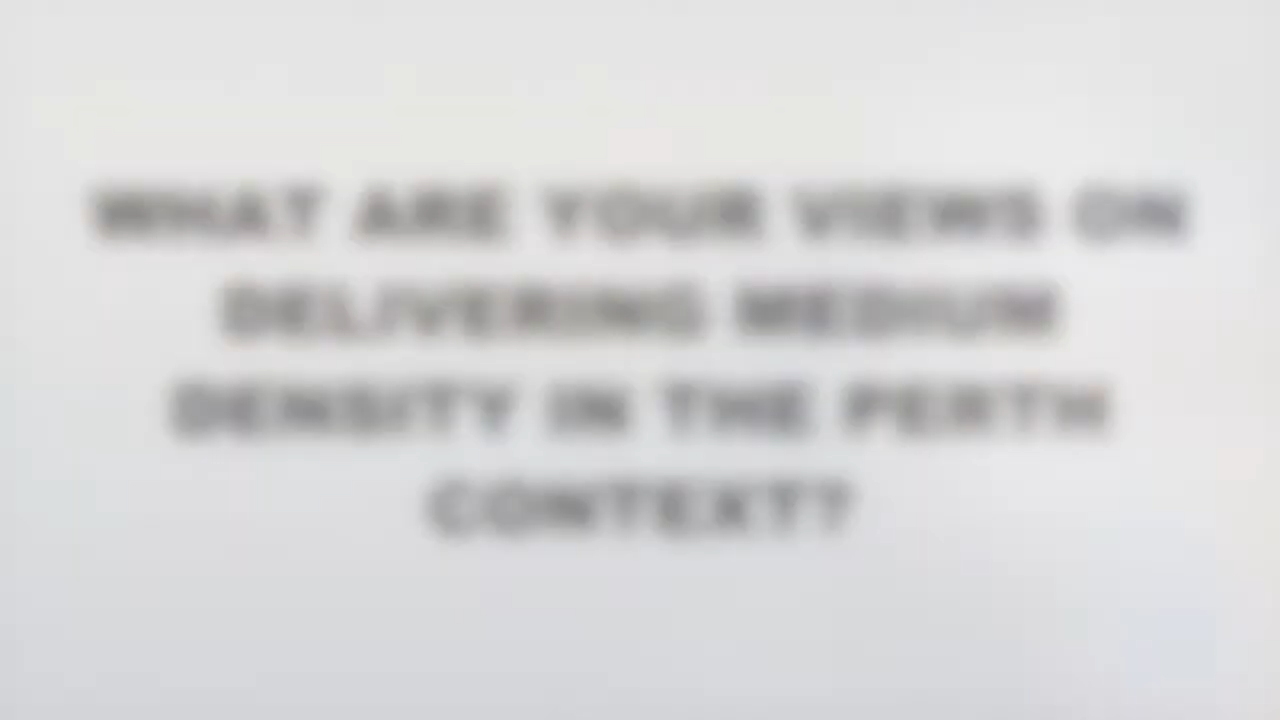 WHAT ARE YOUR VIEWS ON
DELIVERING MEDIUM
DENSITY IN THE PERTH
CONTEXT?